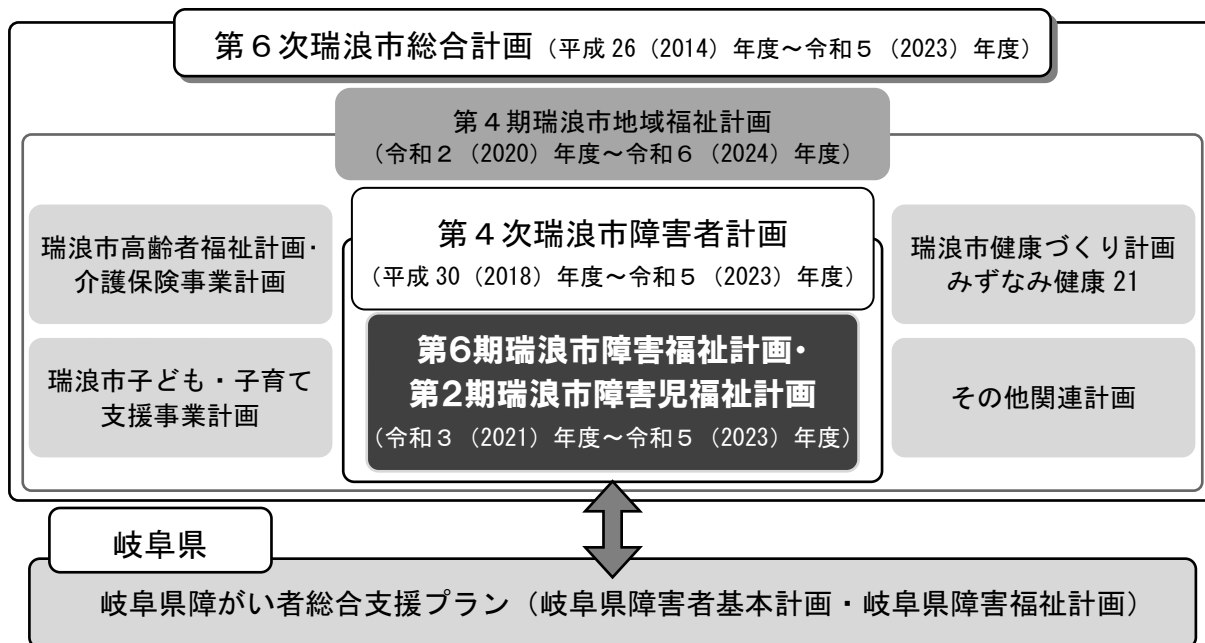 第６次瑞浪市総合計画（平成26（2014）年度～令和５（2023）年度）
第４期瑞浪市地域福祉計画
（令和２（2020）年度～令和６（2024）年度）
瑞浪市高齢者福祉計画・
介護保険事業計画
第４次瑞浪市障害者計画
（平成30（2018）年度～令和５（2023）年度）
瑞浪市健康づくり計画
みずなみ健康21
瑞浪市子ども・子育て
支援事業計画
第6期瑞浪市障害福祉計画・
第2期瑞浪市障害児福祉計画
（令和３（2021）年度～令和５（2023）年度）
その他関連計画
岐阜県
岐阜県障がい者総合支援プラン（岐阜県障害者基本計画・岐阜県障害福祉計画）